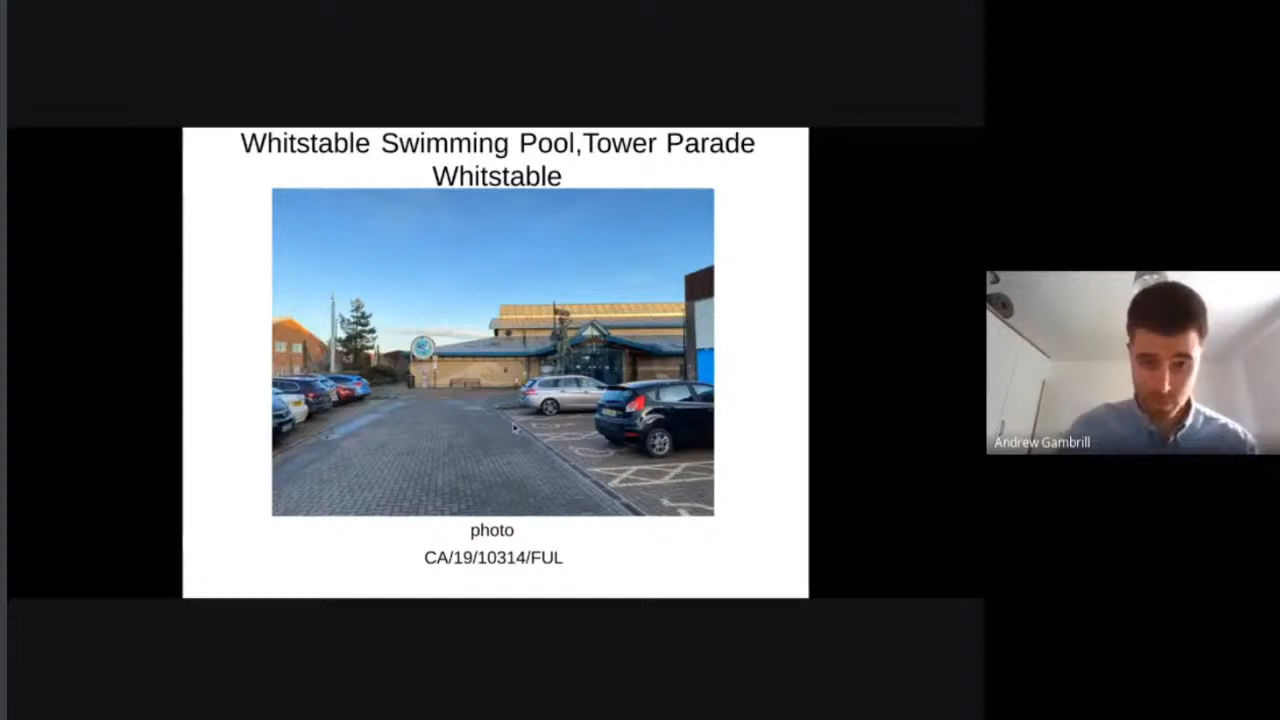 Whitstable Swimming Pool,Tower Parade
Whitstable
photo
CA/19/10314/FUL
Andrew Gambrill